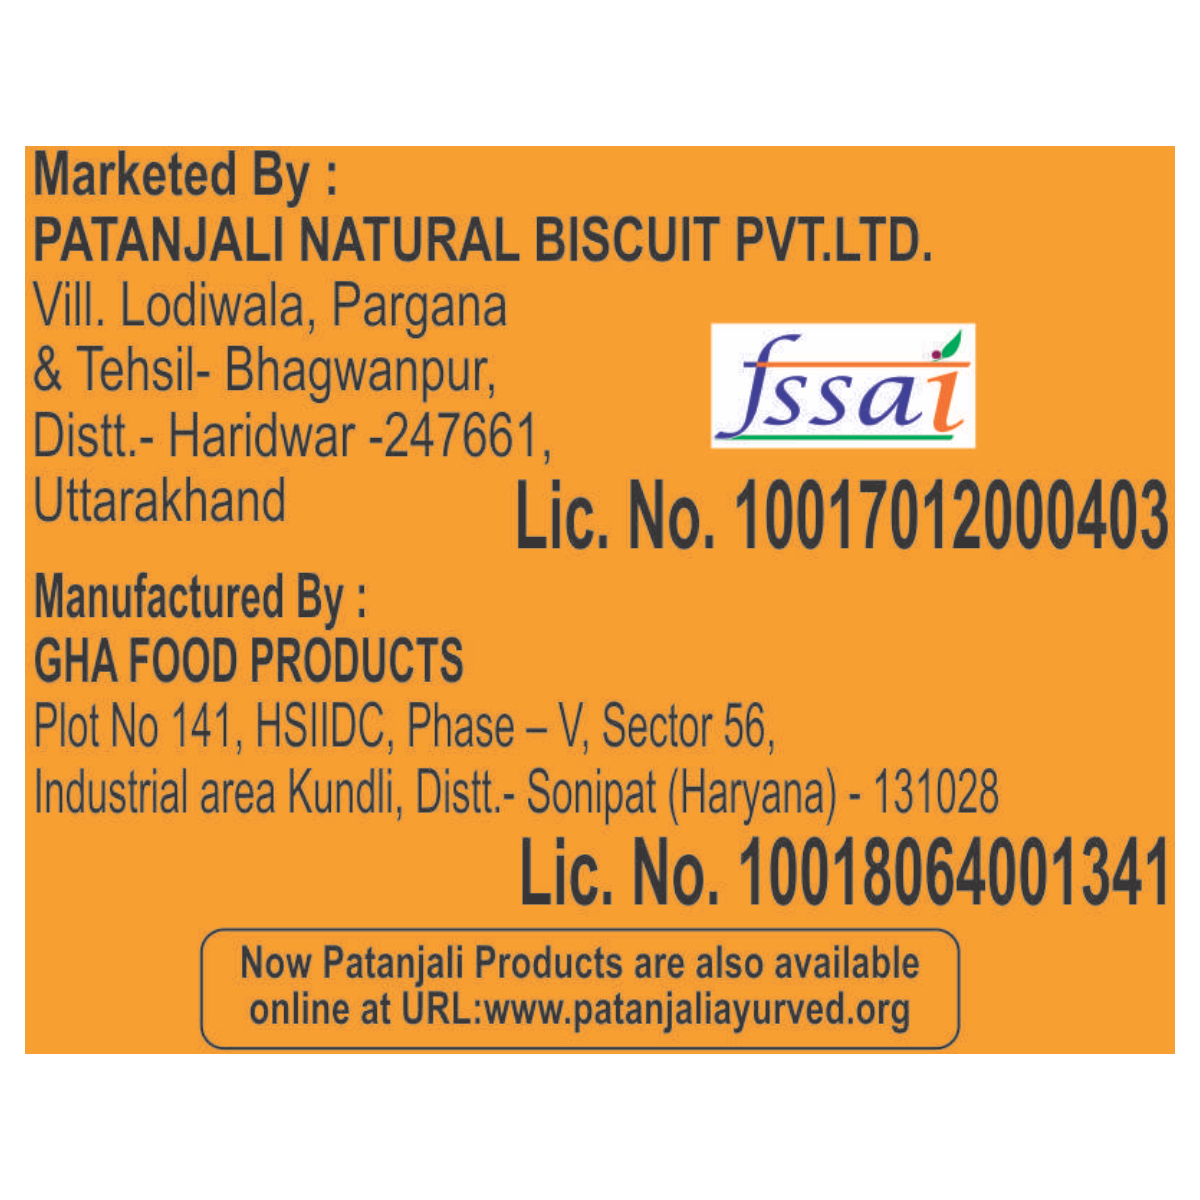 Marketed By :
PATANJALI NATURAL BISCUIT PVT.LTD.
Vill. Lodiwala, Pargana
& Tehsil- Bhagwanpur,
Distt.- Haridwar -247661,
Uttarakhand
fssai
Lic. No. 10017012000403
Manufactured By :
GHA FOOD PRODUCTS
Plot No 141, HSIIDC, Phase – V, Sector 56,
Industrial area Kundli, Distt.- Sonipat (Haryana) - 131028
Lic. No. 10018064001341
Now Patanjali Products are also available
online at URL:www.patanjaliayurved.org